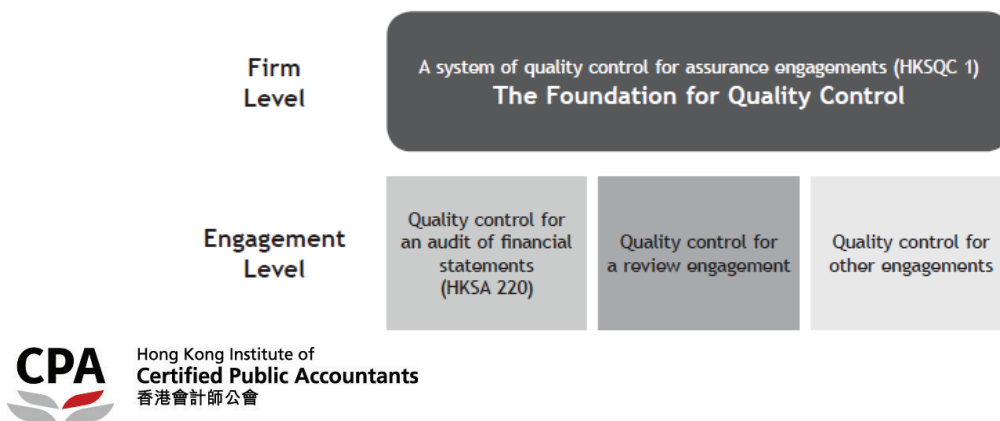 Firm
Level
A system of quality control for assurance engagements (HKSQC 1)
The Foundation for Quality Control
Engagement
Level
Quality control for
an audit of financial
statements
(HKSA 220)
Quality control for
a review engagement
Quality control for
other engagements
CPA
Hong Kong Institute of
Certified Public Accountants
香港會計師公會